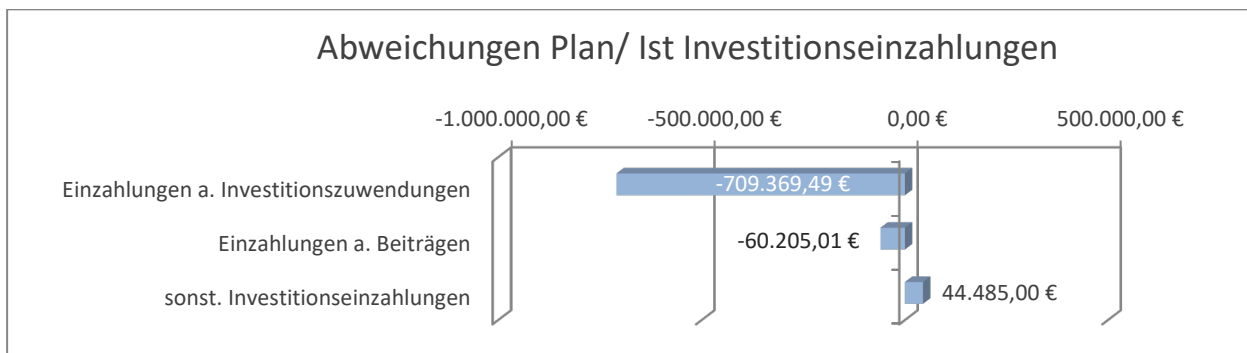 Abweichungen Plan/ Ist Investitionseinzahlungen
-1.000.000,00 € -500.000,00 € 0,00 € 500.000,00 €
Einzahlungen a. Investitionszuwendungen -709.369,49 €
Einzahlungen a. Beiträgen -60.205,01 €
sonst. Investitionseinzahlungen 44.485,00 €